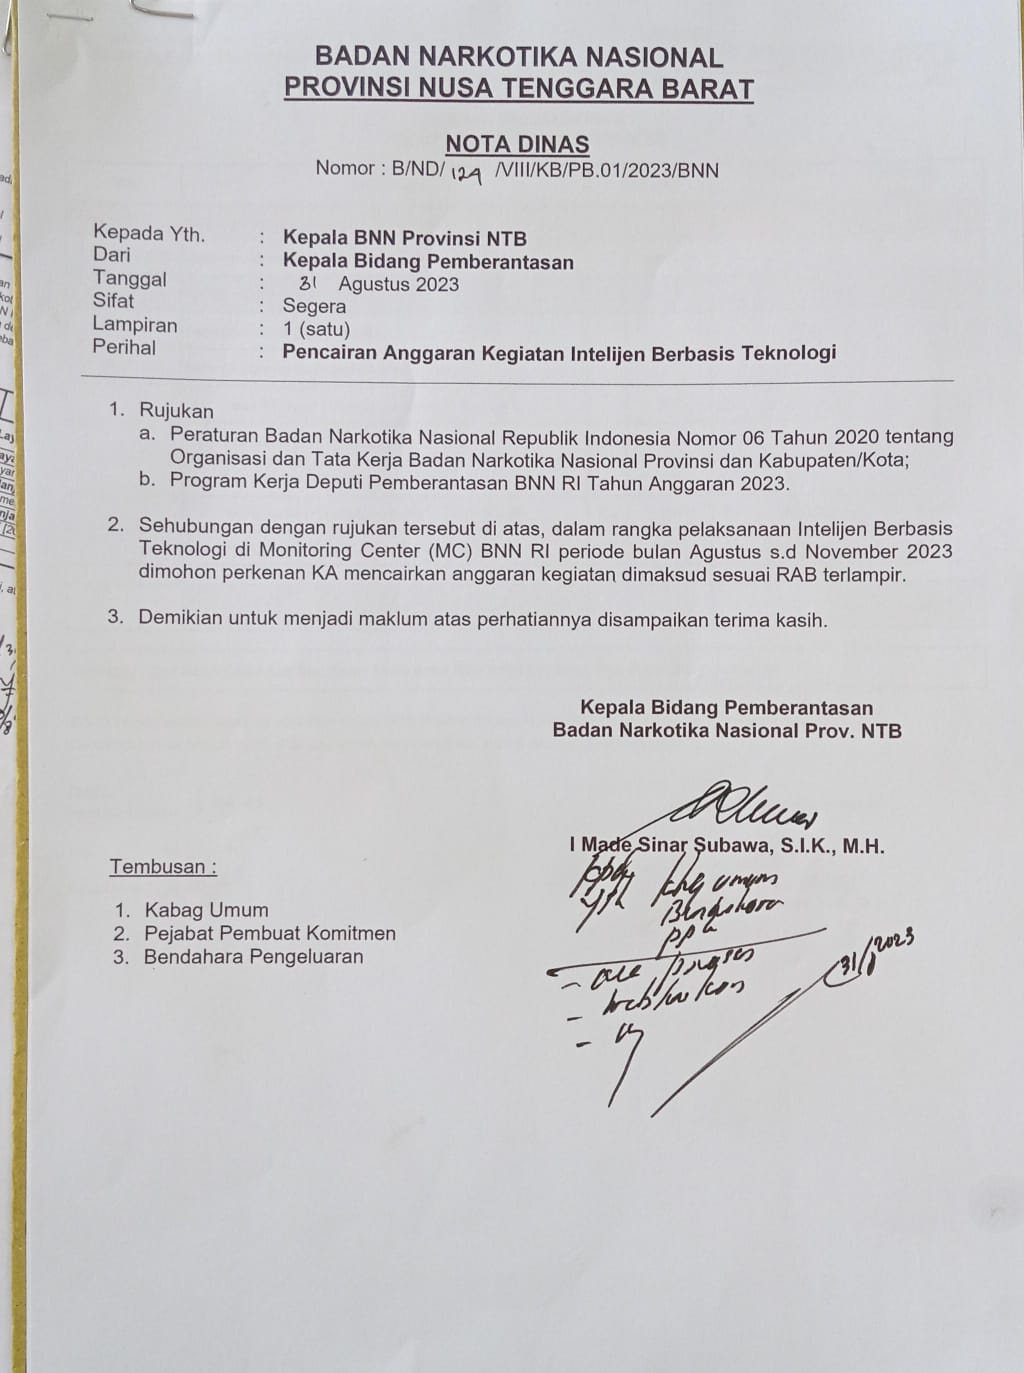 BADAN NARKOTIKA NASIONAL
PROVINSI NUSA TENGGARA BARAT
NOTA DINAS
Nomor : B/ND/ 129 /VIII/KB/PB.01/2023/BNN
Kepada Yth. : Kepala BNN Provinsi NTB
Dari : Kepala Bidang Pemberantasan
Tanggal : 31 Agustus 2023
Sifat : Segera
Lampiran : 1 (satu)
Perihal : Pencairan Anggaran Kegiatan Intelijen Berbasis Teknologi
1. Rujukan
a. Peraturan Badan Narkotika Nasional Republik Indonesia Nomor 06 Tahun 2020 tentang
Organisasi dan Tata Kerja Badan Narkotika Nasional Provinsi dan Kabupaten/Kota;
b. Program Kerja Deputi Pemberantasan BNN RI Tahun Anggaran 2023.
2. Sehubungan dengan rujukan tersebut di atas, dalam rangka pelaksanaan Intelijen Berbasis
Teknologi di Monitoring Center (MC) BNN RI periode bulan Agustus s.d November 2023
dimohon perkenan KA mencairkan anggaran kegiatan dimaksud sesuai RAB terlampir.
3. Demikian untuk menjadi maklum atas perhatiannya disampaikan terima kasih.
Kepala Bidang Pemberantasan
Badan Narkotika Nasional Prov. NTB
I Made Sinar Subawa, S.I.K., M.H.
Yth Kbg umum
Bendahara
PPK
- acc proses
31/8 2023
Tembusan :
1. Kabag Umum
2. Pejabat Pembuat Komitmen
3. Bendahara Pengeluaran